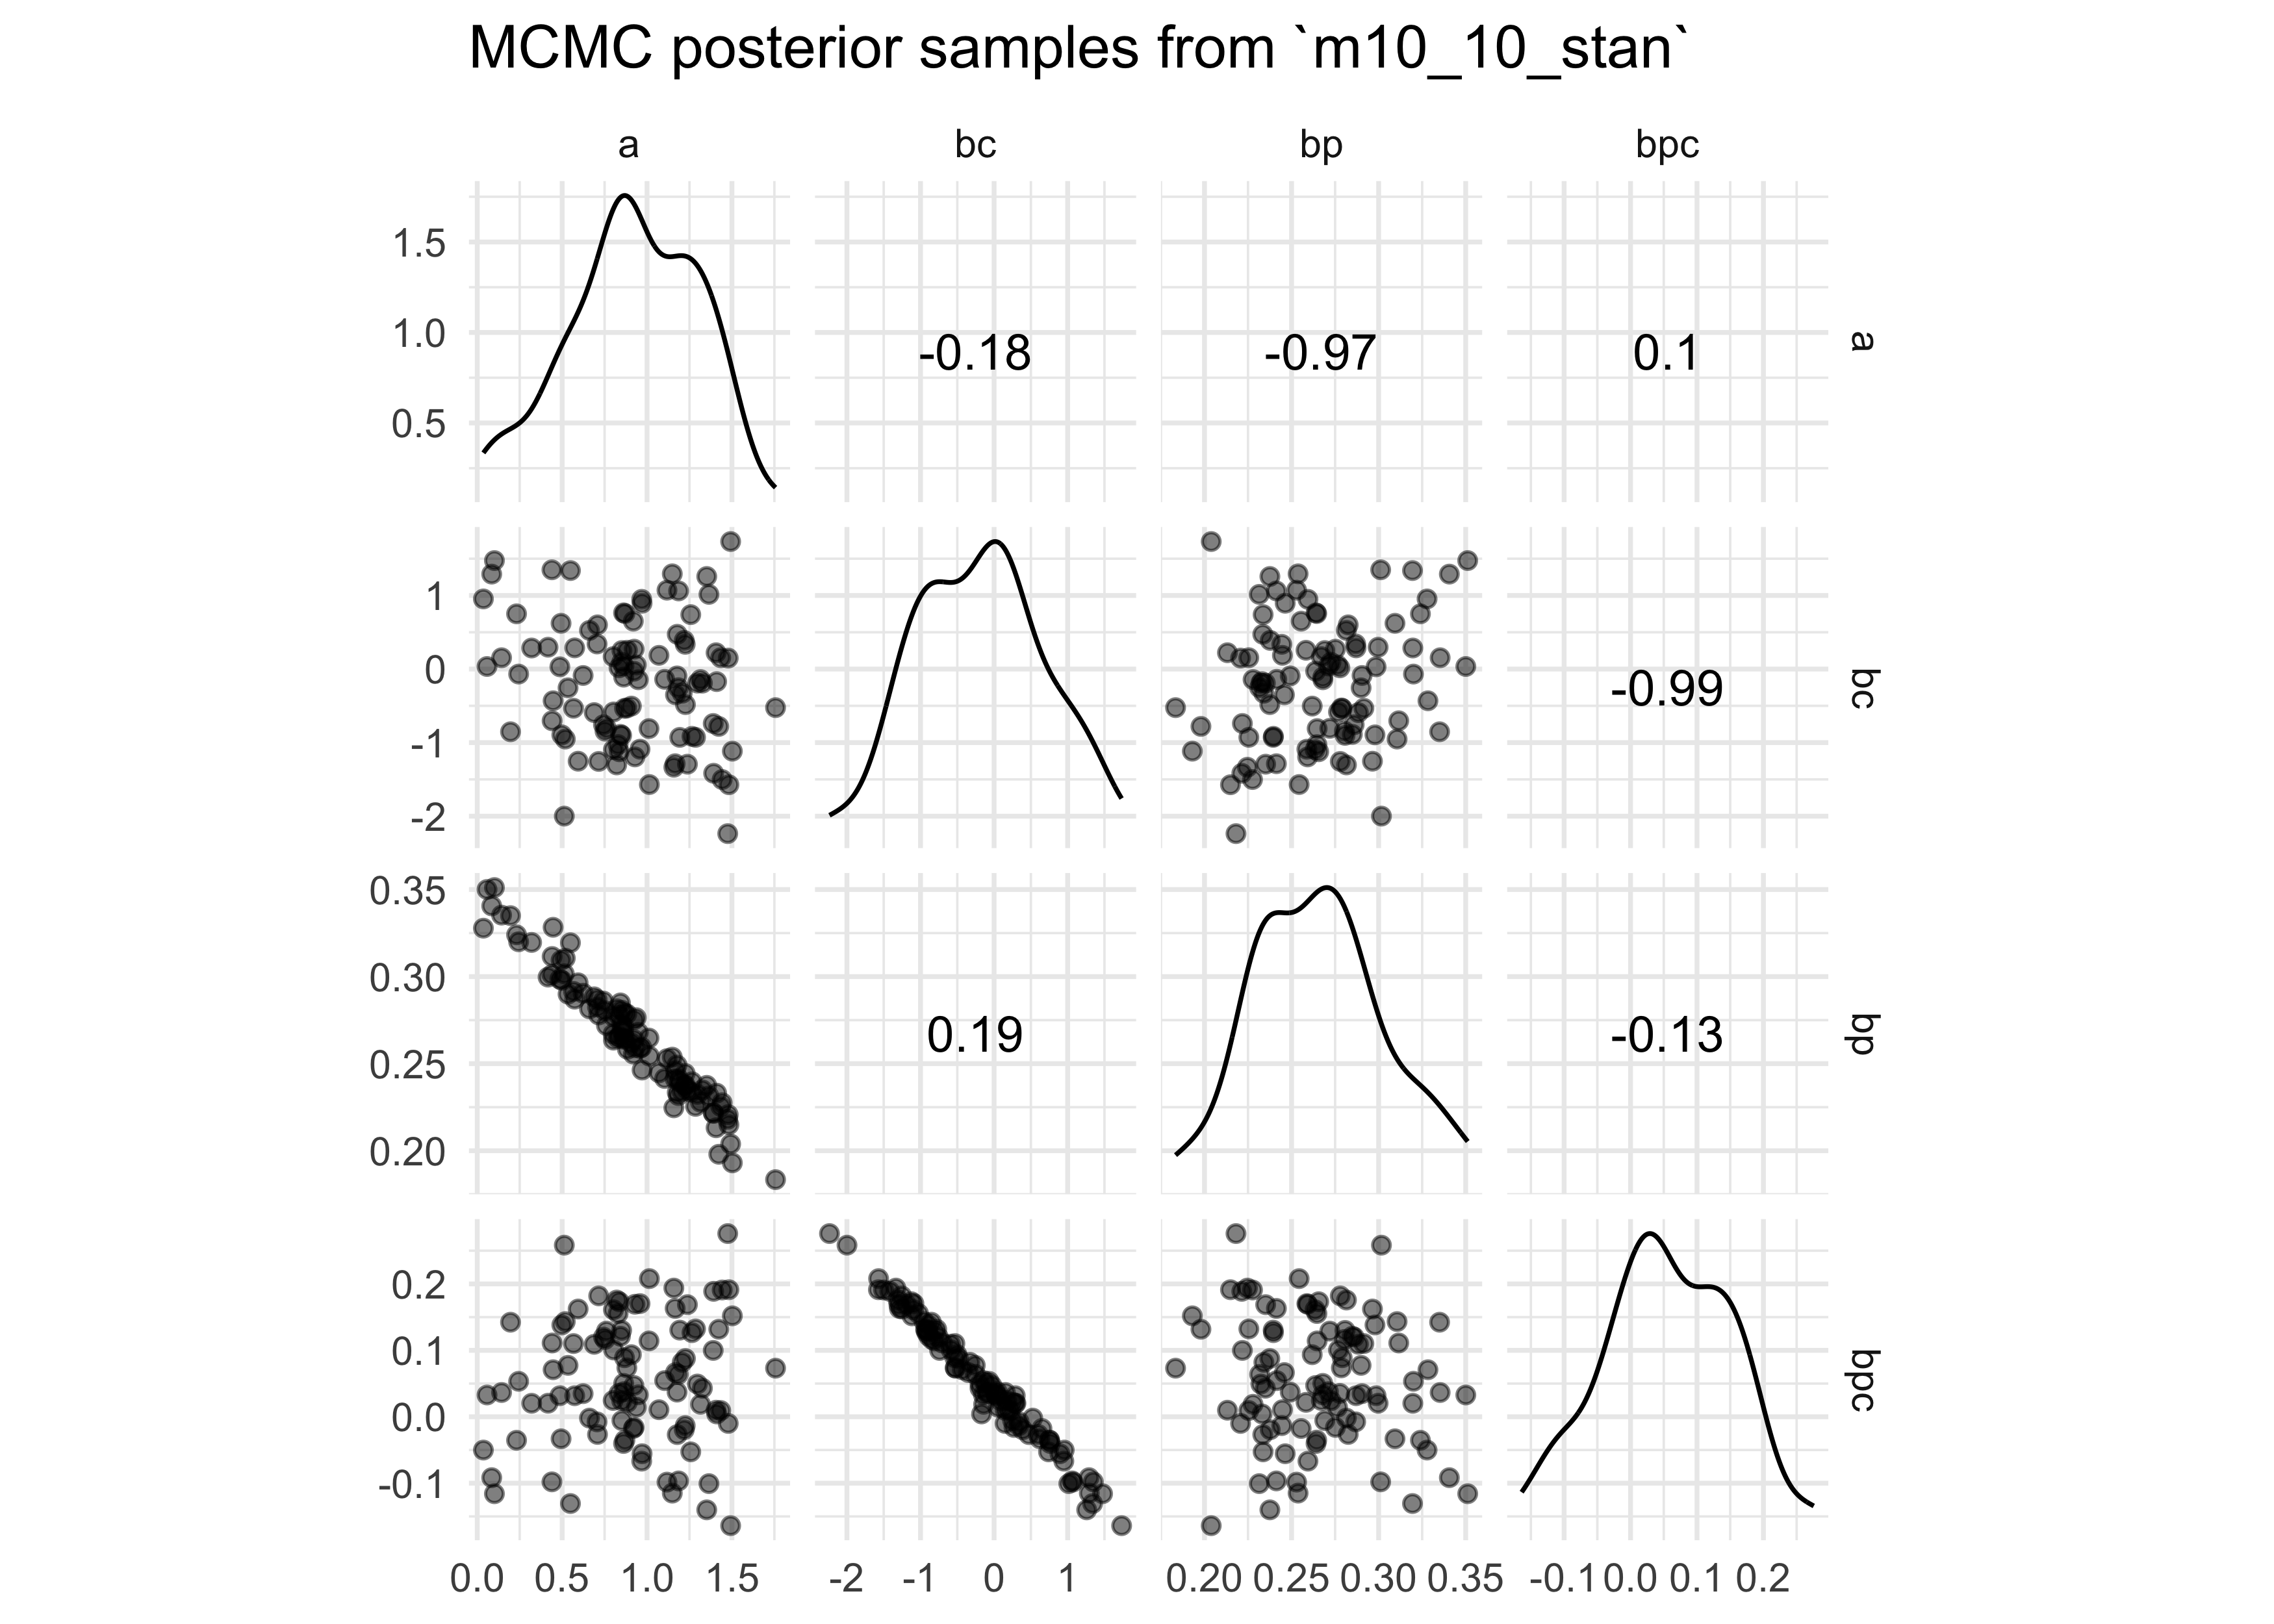 MCMC posterior samples from `m10_10_stan`
a bc bp bpc
1.5
1.0 -0.18 -0.97 0.1 a
0.5
1
0 -0.99 bc
-1
-2
0.35
0.30
0.19 -0.13 bp
0.25
0.20
0.2
0.1 bpc
0.0
-0.1
0.0 0.5 1.0 1.5 -2 -1 0 1 0.20 0.25 0.30 0.35 -0.1 0.0 0.1 0.2